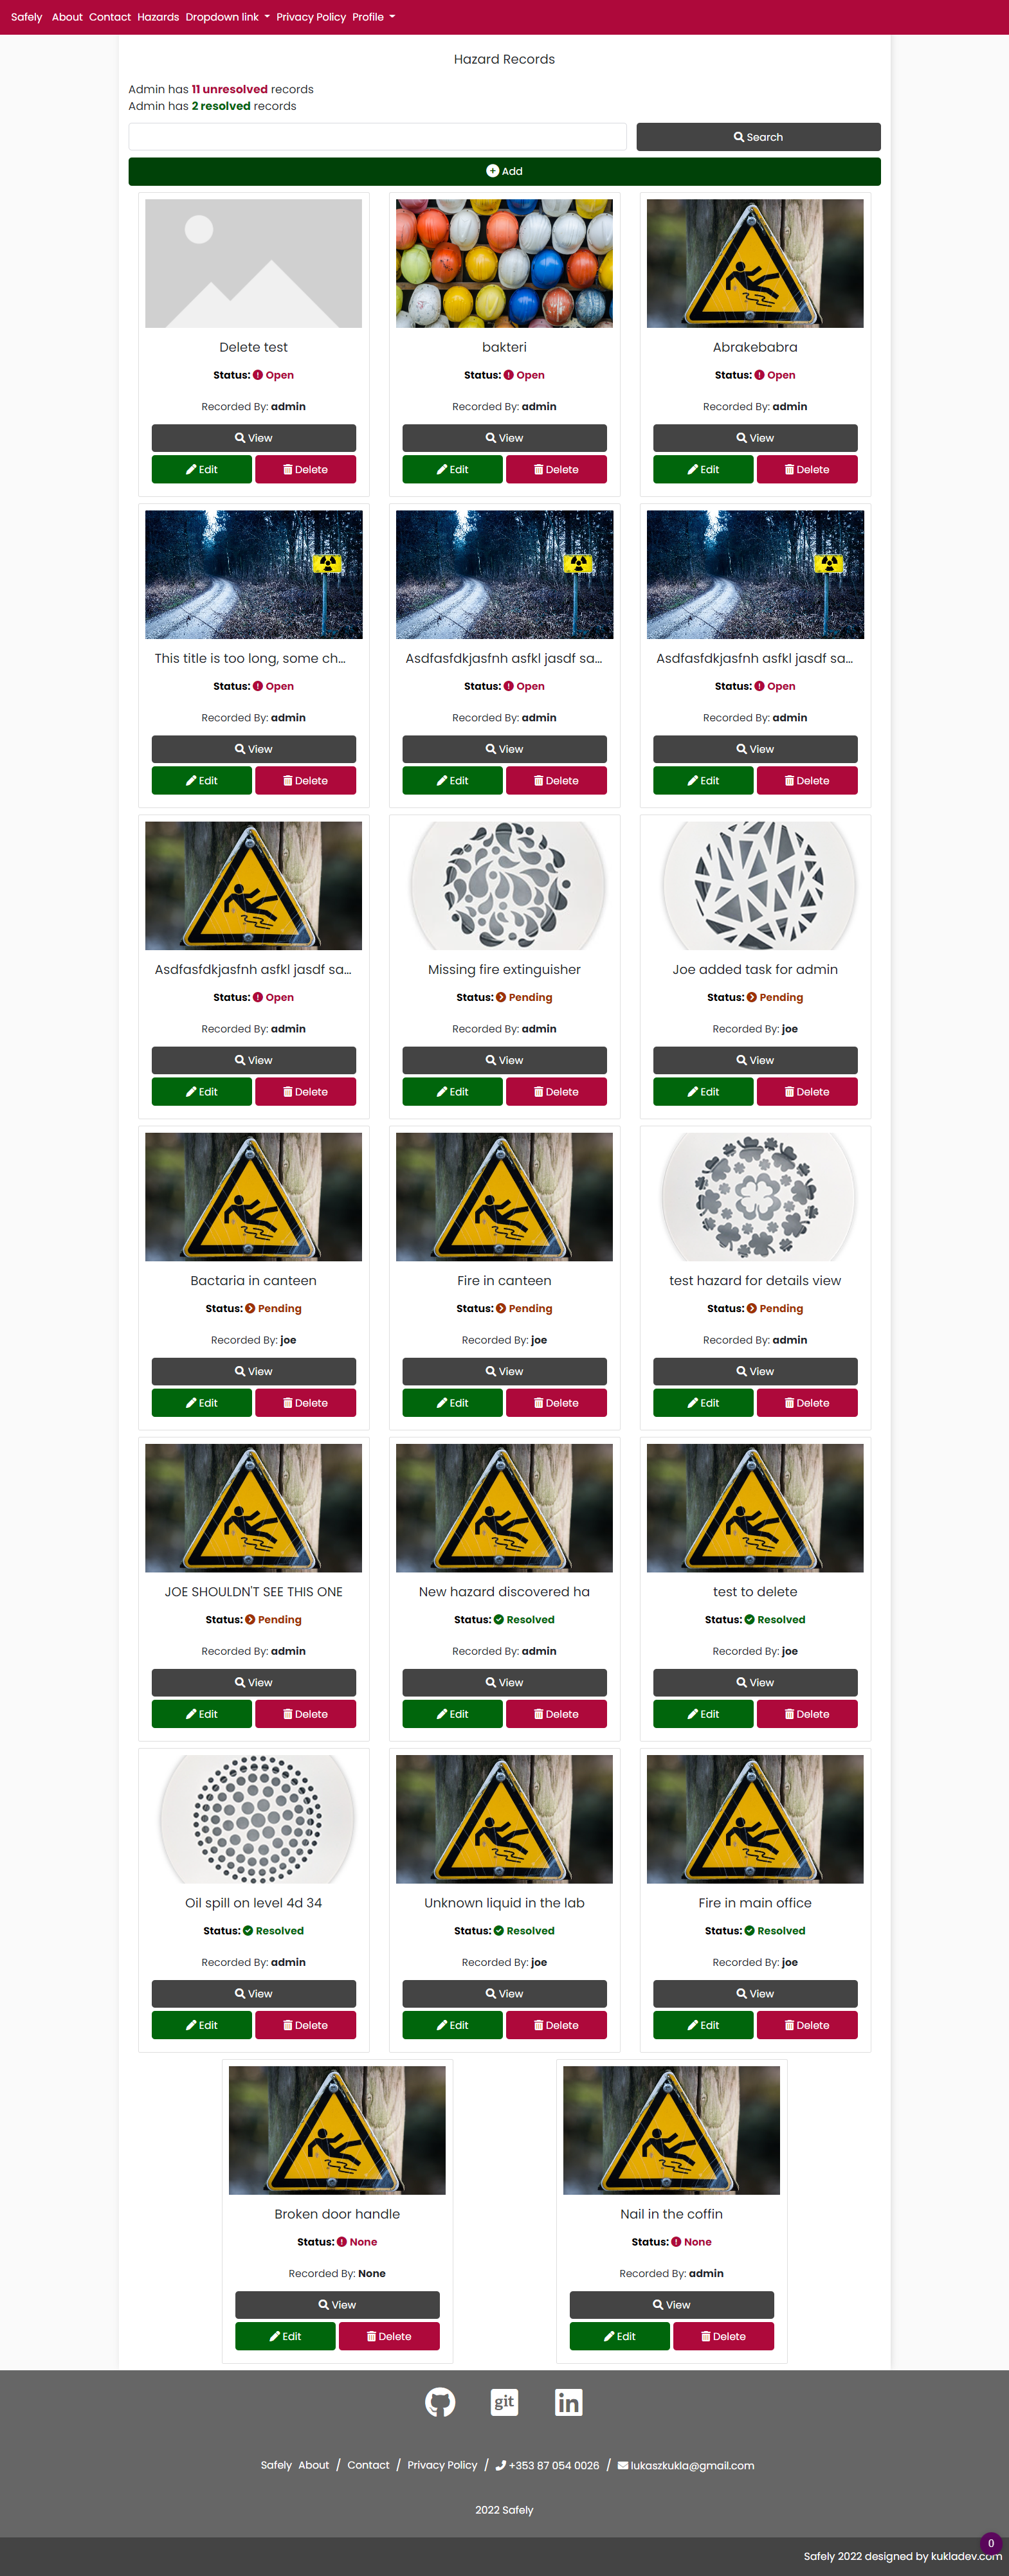 Safely About Contact Hazards Dropdown link Privacy Policy Profile
Hazard Records
Admin has 11 unresolved records
Admin has 2 resolved records
Search
Add
Delete test
Status: Open
Recorded By: admin
View
Edit Delete
bakteri
Status: Open
Recorded By: admin
View
Edit Delete
Abrakebabra
Status: Open
Recorded By: admin
View
Edit Delete
This title is too long, some ch...
Status: Open
Recorded By: admin
View
Edit Delete
Asdfasfdkjasfnh asfkl jasdf sa...
Status: Open
Recorded By: admin
View
Edit Delete
Asdfasfdkjasfnh asfkl jasdf sa...
Status: Open
Recorded By: admin
View
Edit Delete
Asdfasfdkjasfnh asfkl jasdf sa...
Status: Open
Recorded By: admin
View
Edit Delete
Missing fire extinguisher
Status: Pending
Recorded By: admin
View
Edit Delete
Joe added task for admin
Status: Pending
Recorded By: joe
View
Edit Delete
Bactaria in canteen
Status: Pending
Recorded By: joe
View
Edit Delete
Fire in canteen
Status: Pending
Recorded By: joe
View
Edit Delete
test hazard for details view
Status: Pending
Recorded By: admin
View
Edit Delete
JOE SHOULDN'T SEE THIS ONE
Status: Pending
Recorded By: admin
View
Edit Delete
New hazard discovered ha
Status: Resolved
Recorded By: admin
View
Edit Delete
test to delete
Status: Resolved
Recorded By: joe
View
Edit Delete
Oil spill on level 4d 34
Status: Resolved
Recorded By: admin
View
Edit Delete
Unknown liquid in the lab
Status: Resolved
Recorded By: joe
View
Edit Delete
Fire in main office
Status: Resolved
Recorded By: joe
View
Edit Delete
Broken door handle
Status: None
Recorded By: None
View
Edit Delete
Nail in the coffin
Status: None
Recorded By: admin
View
Edit Delete
git in
Safely About / Contact / Privacy Policy / +353 87 054 0026 / lukaszkukla@gmail.com
2022 Safely
0
Safely 2022 designed by kukladev.com